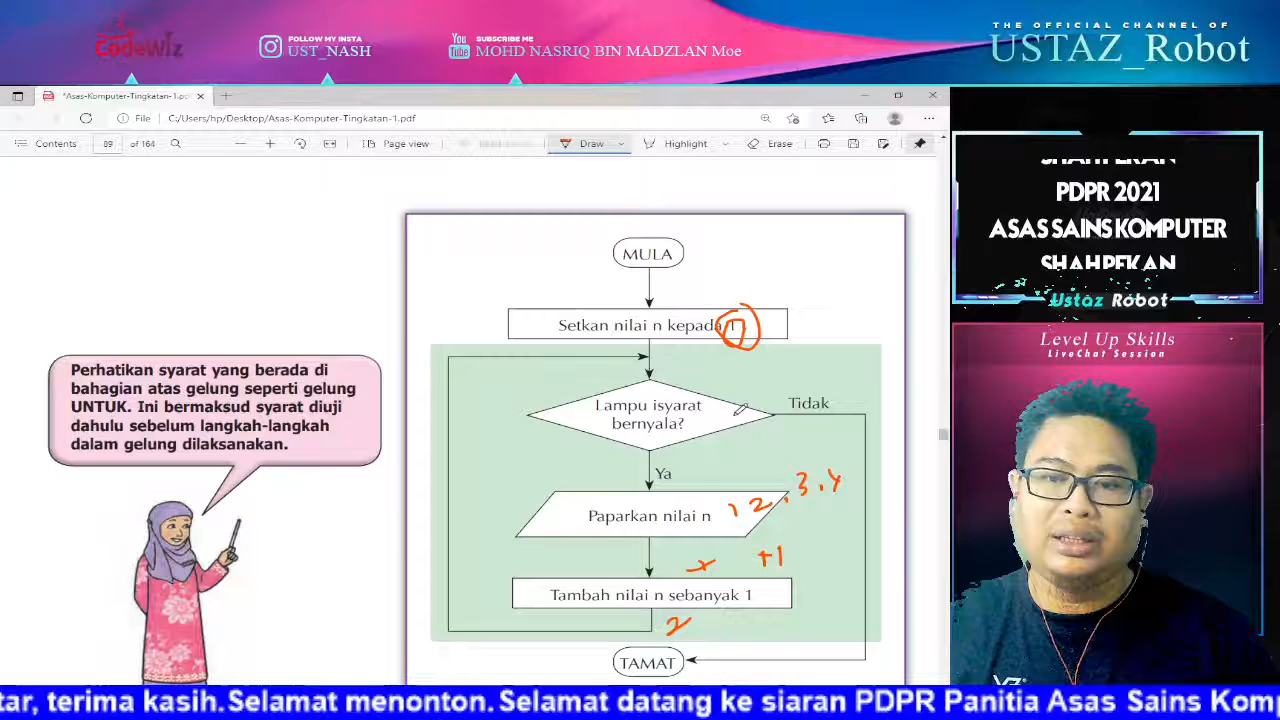 CodeWiz
FOLLOW MY INSTA
UST_NASH
SUBSCRIBE ME
You Tube
MOHD NASRIQ BIN MADZLAN Moe
THE OFFICIAL CHANNEL OF
USTAZ_Robot
*Asas-Komputer-Tingkatan-1.pdf
File
C:/Users/hp/Desktop/Asas-Komputer-Tingkatan-1.pdf
Contents
89 of 164
Page view
Draw
Highlight
Erase
Perhatikan syarat yang berada di
bahagian atas gelung seperti gelung
UNTUK. Ini bermaksud syarat diuji
dahulu sebelum langkah-langkah
dalam gelung dilaksanakan.
MULA
Setkan nilai n kepada 1
Lampu isyarat
bernyala?
Tidak
Ya
Paparkan nilai n
1 2, 3, 4
+1
Tambah nilai n sebanyak 1
2
TAMAT
SHAHPEKAN
PDPR 2021
ASAS SAINS KOMPUTER
SHAHPEKAN
Ustaz Robot
Level Up Skills
LiveChat Session
tar, terima kasih. Selamat menonton. Selamat datang ke siaran PDPR Panitia Asas Sains Komp